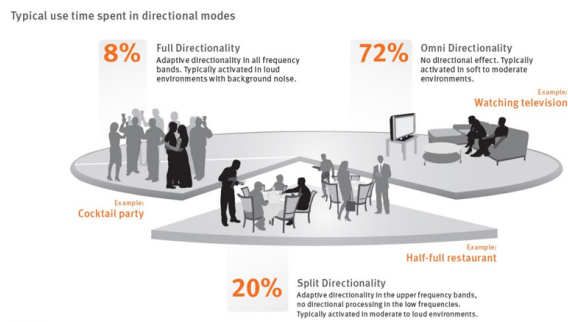 Typical use time spent in directional modes
8%
Full Directionality
Adaptive directionality in all frequency
bands. Typically activated in loud
environments with background noise.
72%
Omni Directionality
No directional effect. Typically
activated in soft to moderate
environments.
Example:
Watching television
Example:
Cocktail party
Example:
Half-full restaurant
20%
Split Directionality
Adaptive directionality in the upper frequency bands,
no directional processing in the low frequencies.
Typically activated in moderate to loud environments.